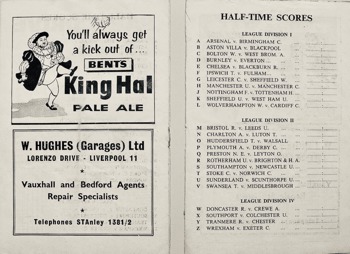 You'll always get
a kick out of...
BENTS
King Hal
PALE ALE
W. HUGHES (Garages) Ltd
LORENZO DRIVE - LIVERPOOL 11
★
Vauxhall and Bedford Agents
Repair Specialists
★
Telephones STAnley 1381/2
HALF-TIME SCORES
LEAGUE DIVISION I
A ARSENAL v. BIRMINGHAM C.
B ASTON VILLA v. BLACKPOOL
C BOLTON W. v. WEST BROM. A.
D BURNLEY v. EVERTON
E CHELSEA v. BLACKBURN R.
F IPSWICH T. v. FULHAM
G LEICESTER C. v. SHEFFIELD W.
H MANCHESTER U. v. MANCHESTER C.
J NOTTINGHAM F. v. TOTTENHAM H
K SHEFFIELD U. v. WEST HAM U.
L WOLVERHAMPTON W. v. CARDIFF C.
LEAGUE DIVISION II
M BRISTOL R. v. LEEDS U.
N CHARLTON A. v. LUTON T.
O HUDDERSFIELD T. v. WALSALL
P PLYMOUTH A. v. DERBY C.
Q PRESTON N. E. v. LEYTON O.
R ROTHERHAM U. v. BRIGHTON & H A.
S SOUTHAMPTON v. NEWCASTLE U.
T STOKE C. v. NORWICH C.
U SUNDERLAND v. SCUNTHORPE U.
V SWANSEA T. v. MIDDLESBROUGH
LEAGUE DIVISION IV
W DONCASTER R. v. CREWE A.
X SOUTHPORT v. COLCHESTER U.
Y TRANMERE R. v. CHESTER
Z WREXHAM v. EXETER C.